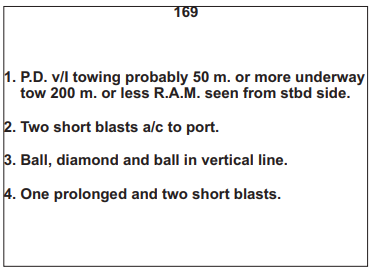 169
1. P.D. v/l towing probably 50 m. or more underway
tow 200 m. or less R.A.M. seen from stbd side.
2. Two short blasts a/c to port.
3. Ball, diamond and ball in vertical line.
4. One prolonged and two short blasts.